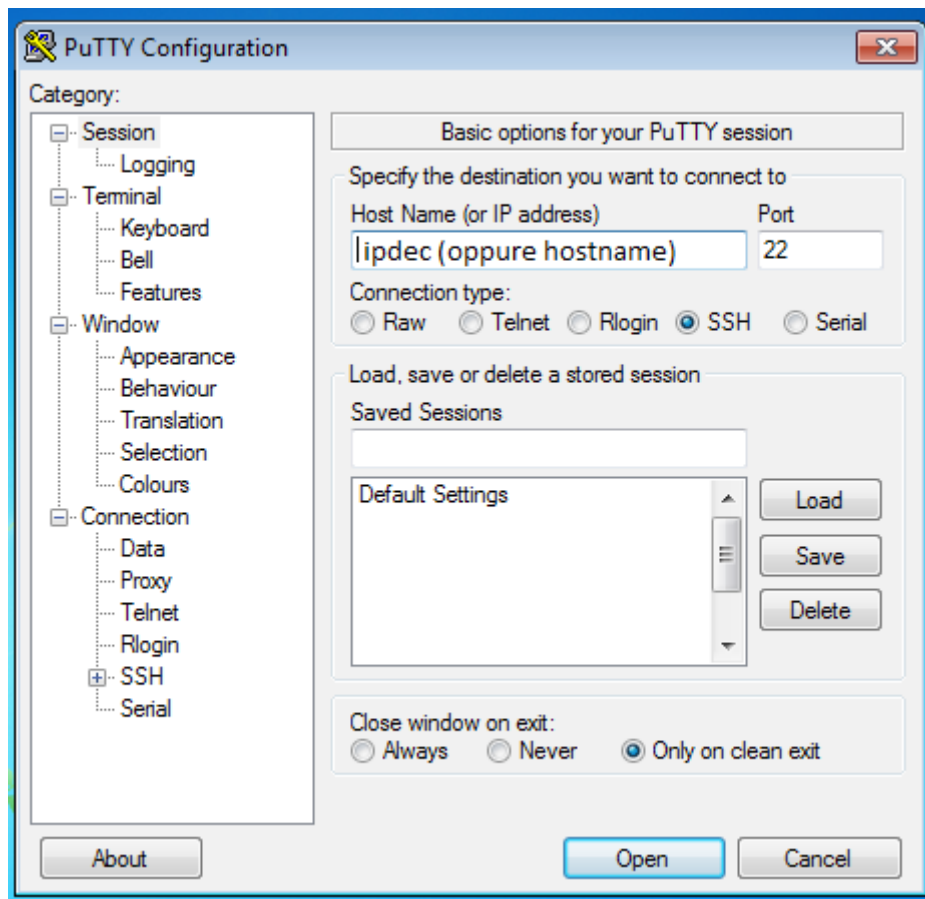 PuTTY Configuration
Category:
Session
Logging
Terminal
Keyboard
Bell
Features
Window
Appearance
Behaviour
Translation
Selection
Colours
Connection
Data
Proxy
Telnet
Rlogin
SSH
Serial
Basic options for your PuTTY session
Specify the destination you want to connect to
Host Name (or IP address) Port
ipdec (oppure hostname) 22
Connection type:
Raw Telnet Rlogin SSH Serial
Load, save or delete a stored session
Saved Sessions
Default Settings
Load
Save
Delete
Close window on exit:
Always Never Only on clean exit
About Open Cancel